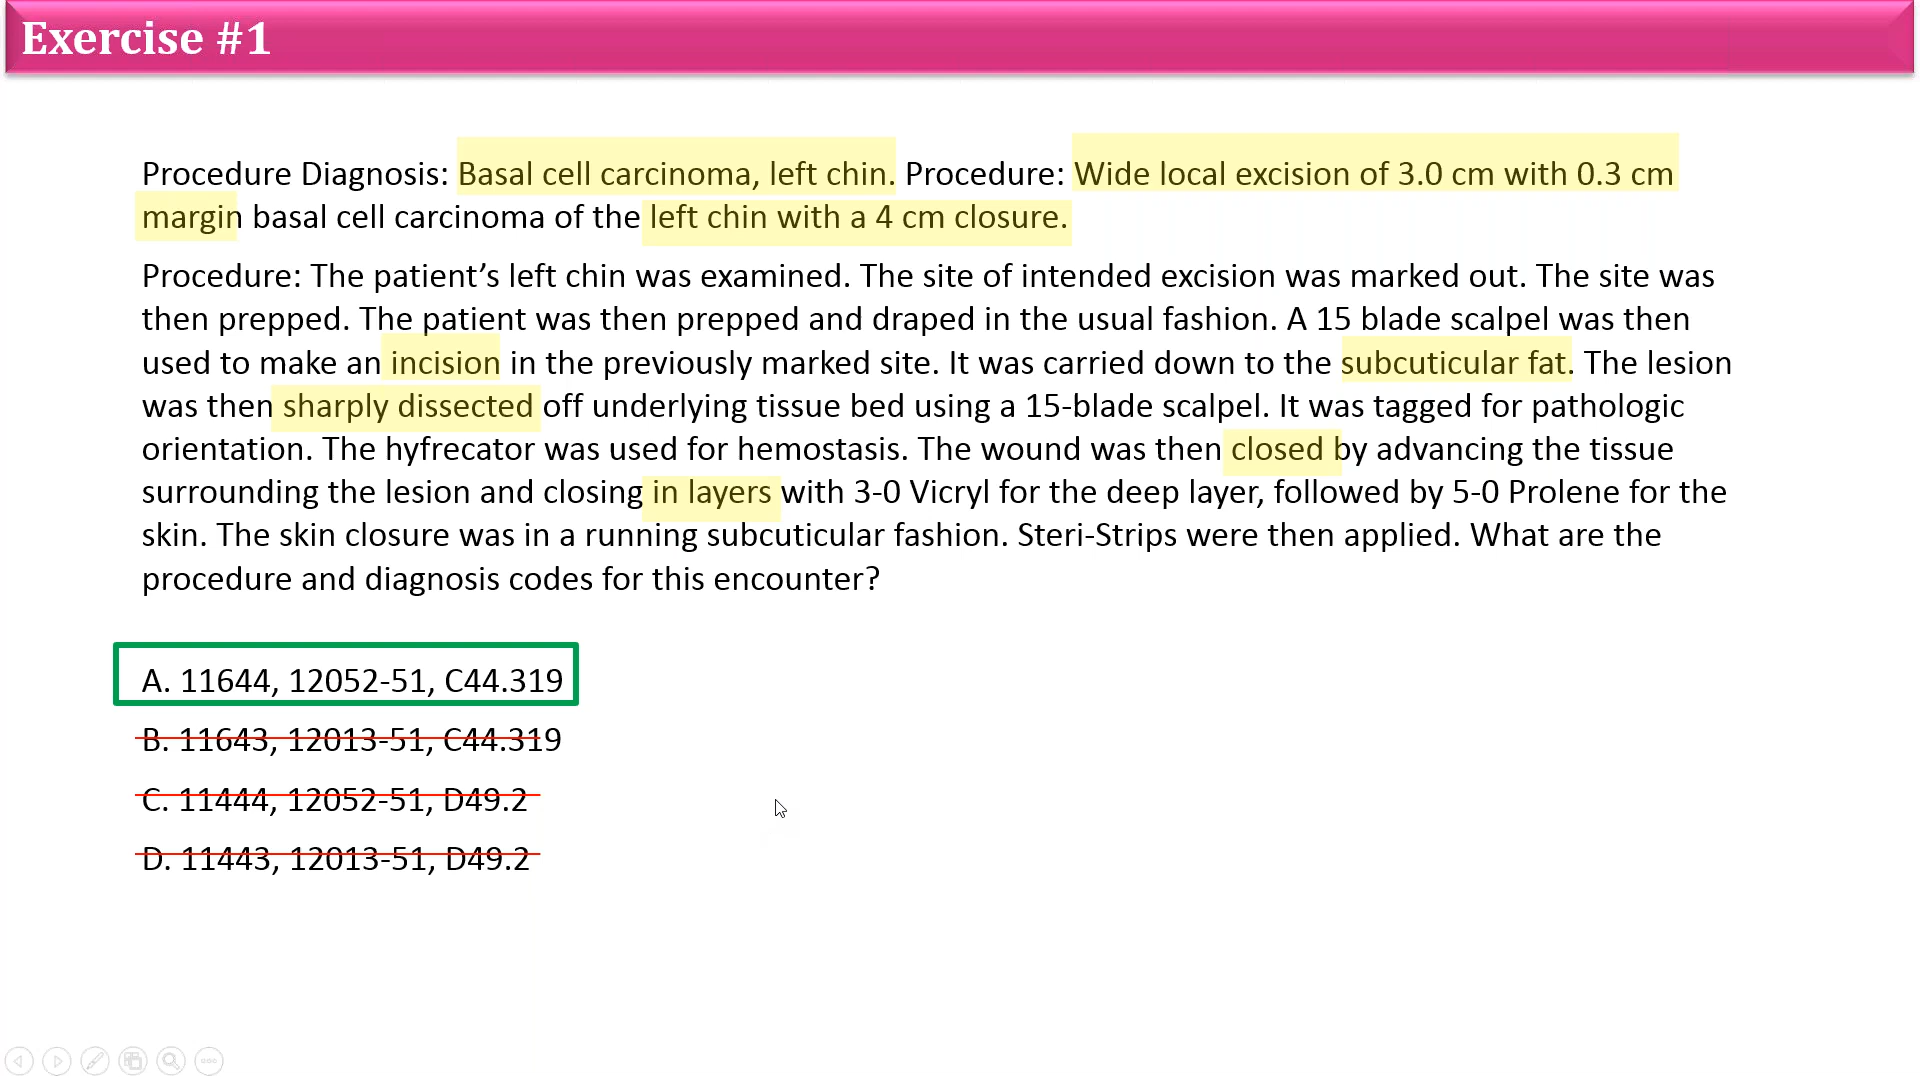 Exercise #1
Procedure Diagnosis: Basal cell carcinoma, left chin. Procedure: Wide local excision of 3.0 cm with 0.3 cm
margin basal cell carcinoma of the left chin with a 4 cm closure.
Procedure: The patient’s left chin was examined. The site of intended excision was marked out. The site was
then prepped. The patient was then prepped and draped in the usual fashion. A 15 blade scalpel was then
used to make an incision in the previously marked site. It was carried down to the subcuticular fat. The lesion
was then sharply dissected off underlying tissue bed using a 15-blade scalpel. It was tagged for pathologic
orientation. The hyfrecator was used for hemostasis. The wound was then closed by advancing the tissue
surrounding the lesion and closing in layers with 3-0 Vicryl for the deep layer, followed by 5-0 Prolene for the
skin. The skin closure was in a running subcuticular fashion. Steri-Strips were then applied. What are the
procedure and diagnosis codes for this encounter?
A. 11644, 12052-51, C44.319
B. 11643, 12013-51, C44.319
C. 11444, 12052-51, D49.2
D. 11443, 12013-51, D49.2